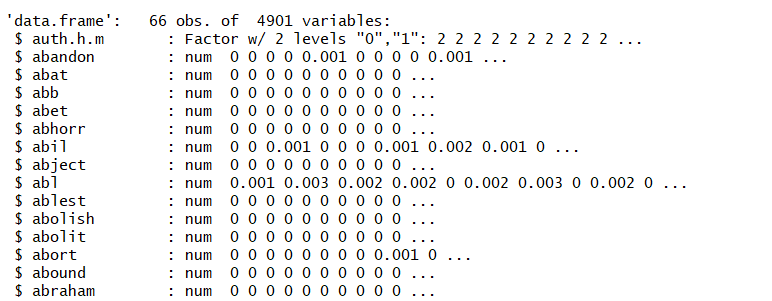 'data.frame':   66 obs. of  4901 variables:
 $ auth.h.m       : Factor w/ 2 levels "0","1": 2 2 2 2 2 2 2 2 2 2 ...
 $ abandon        : num  0 0 0 0 0.001 0 0 0 0 0.001 ...
 $ abat           : num  0 0 0 0 0 0 0 0 0 0 ...
 $ abb            : num  0 0 0 0 0 0 0 0 0 0 ...
 $ abet           : num  0 0 0 0 0 0 0 0 0 0 ...
 $ abhorr         : num  0 0 0 0 0 0 0 0 0 0 ...
 $ abil           : num  0 0 0.001 0 0 0 0.001 0.002 0.001 0 ...
 $ abject         : num  0 0 0 0 0 0 0 0 0 0 ...
 $ abl            : num  0.001 0.003 0.002 0.002 0 0.002 0.003 0 0.002 0 ...
 $ ablest         : num  0 0 0 0 0 0 0 0 0 0 ...
 $ abolish        : num  0 0 0 0 0 0 0 0 0 0 ...
 $ abolit         : num  0 0 0 0 0 0 0 0 0 0 ...
 $ abort          : num  0 0 0 0 0 0 0 0 0.001 0 ...
 $ abound         : num  0 0 0 0 0 0 0 0 0 0 ...
 $ abraham        : num  0 0 0 0 0 0 0 0 0 0 ...